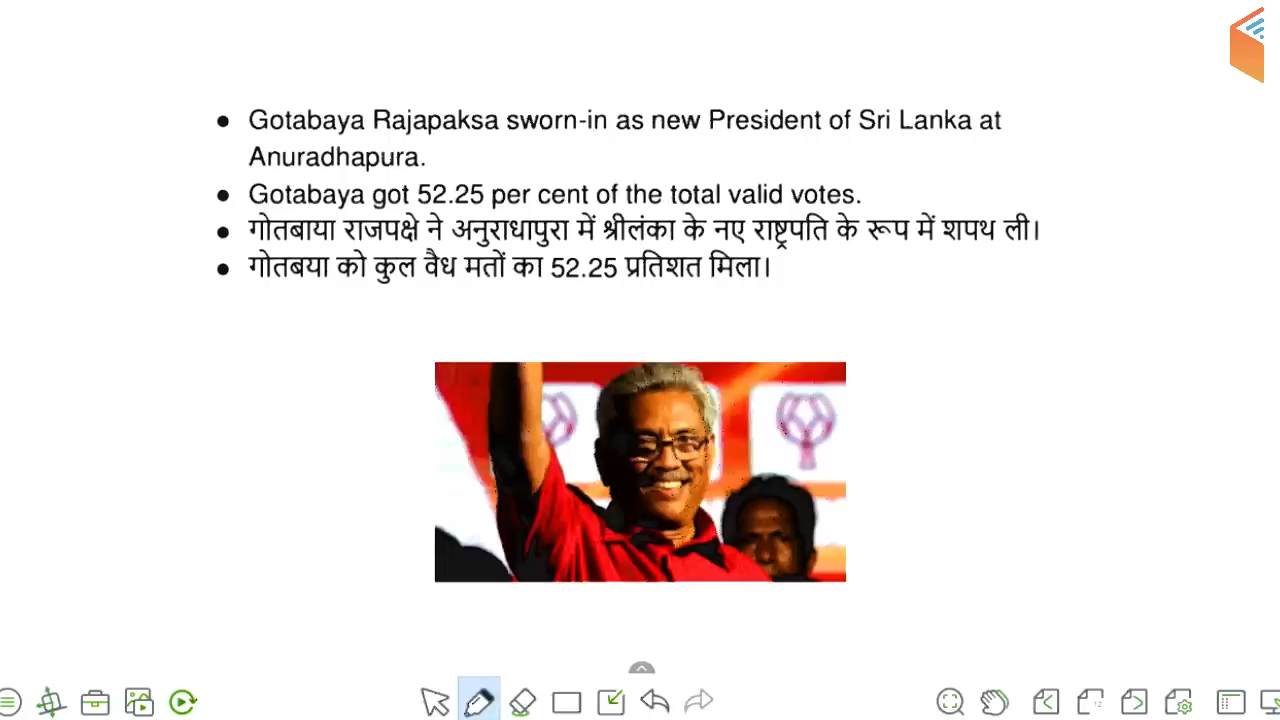 ● Gotabaya Rajapaksa sworn-in as new President of Sri Lanka at
Anuradhapura.
● Gotabaya got 52.25 per cent of the total valid votes.
● गोतबाया राजपक्षे ने अनुराधापुरा में श्रीलंका के नए राष्ट्रपति के रूप में शपथ ली।
● गोतबया को कुल वैध मतों का 52.25 प्रतिशत मिला।
12